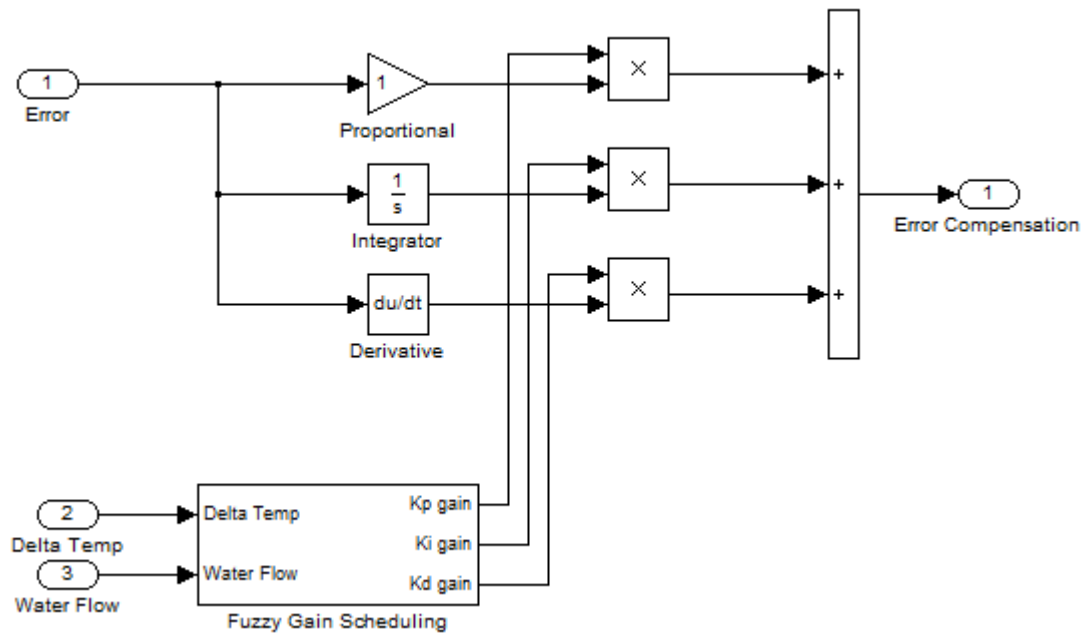 1
Error
1
Proportional
×
+
1
s
Integrator
×
+
1
Error Compensation
du/dt
Derivative
×
+
2
Delta Temp
3
Water Flow
Delta Temp
Water Flow
Kp gain
Ki gain
Kd gain
Fuzzy Gain Scheduling